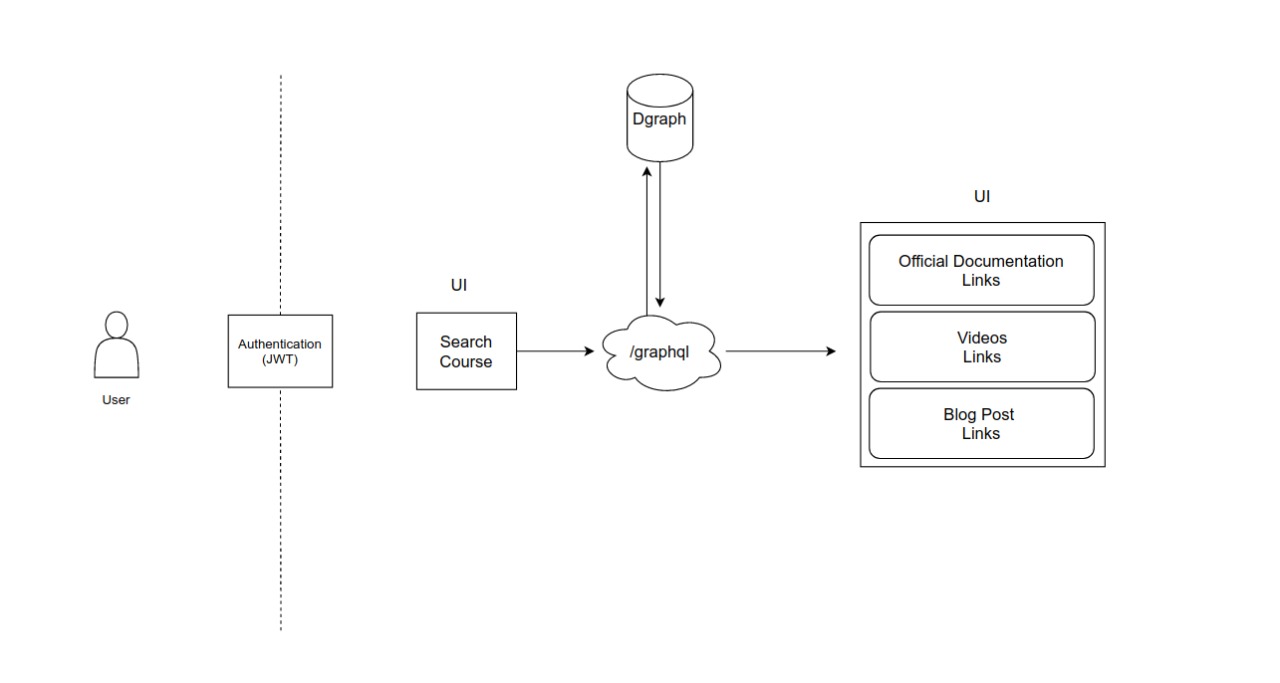 User
Authentication
(JWT)
UI
Search
Course
Dgraph
/graphql
UI
Official Documentation
Links
Videos
Links
Blog Post
Links